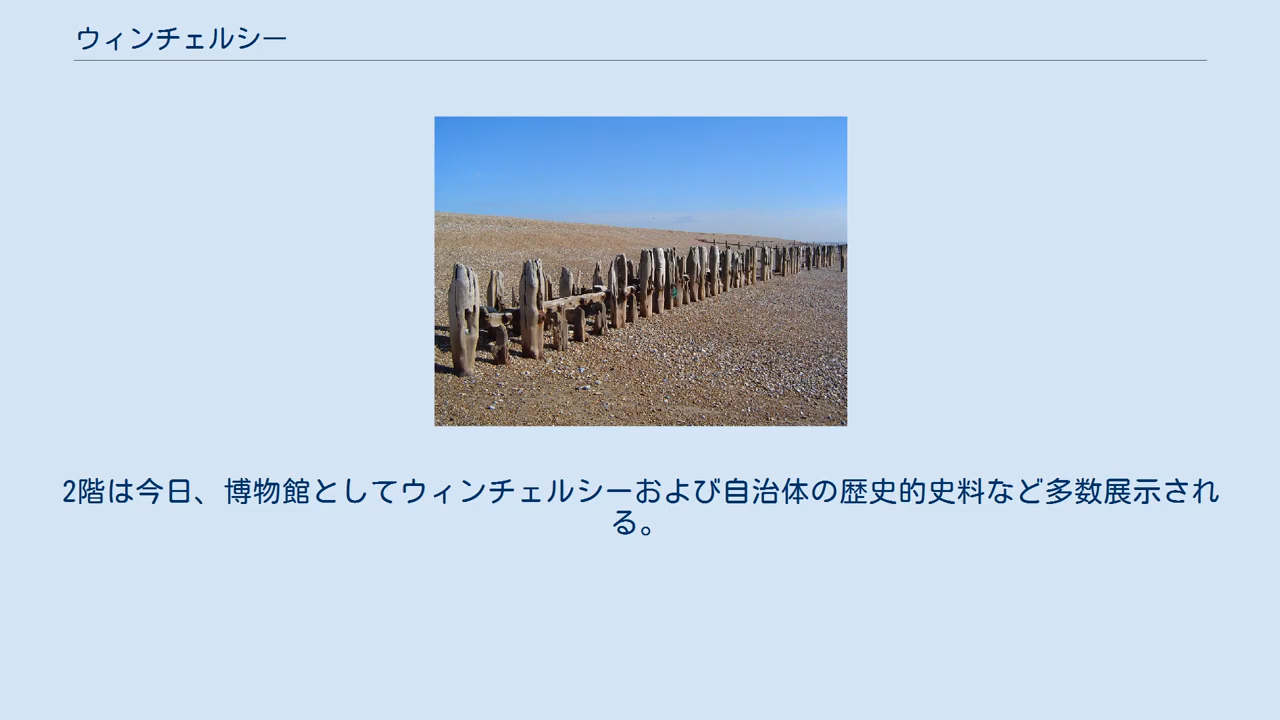 ウィンチェルシー
2階は今日、博物館としてウィンチェルシーおよび自治体の歴史的史料など多数展示され
る。